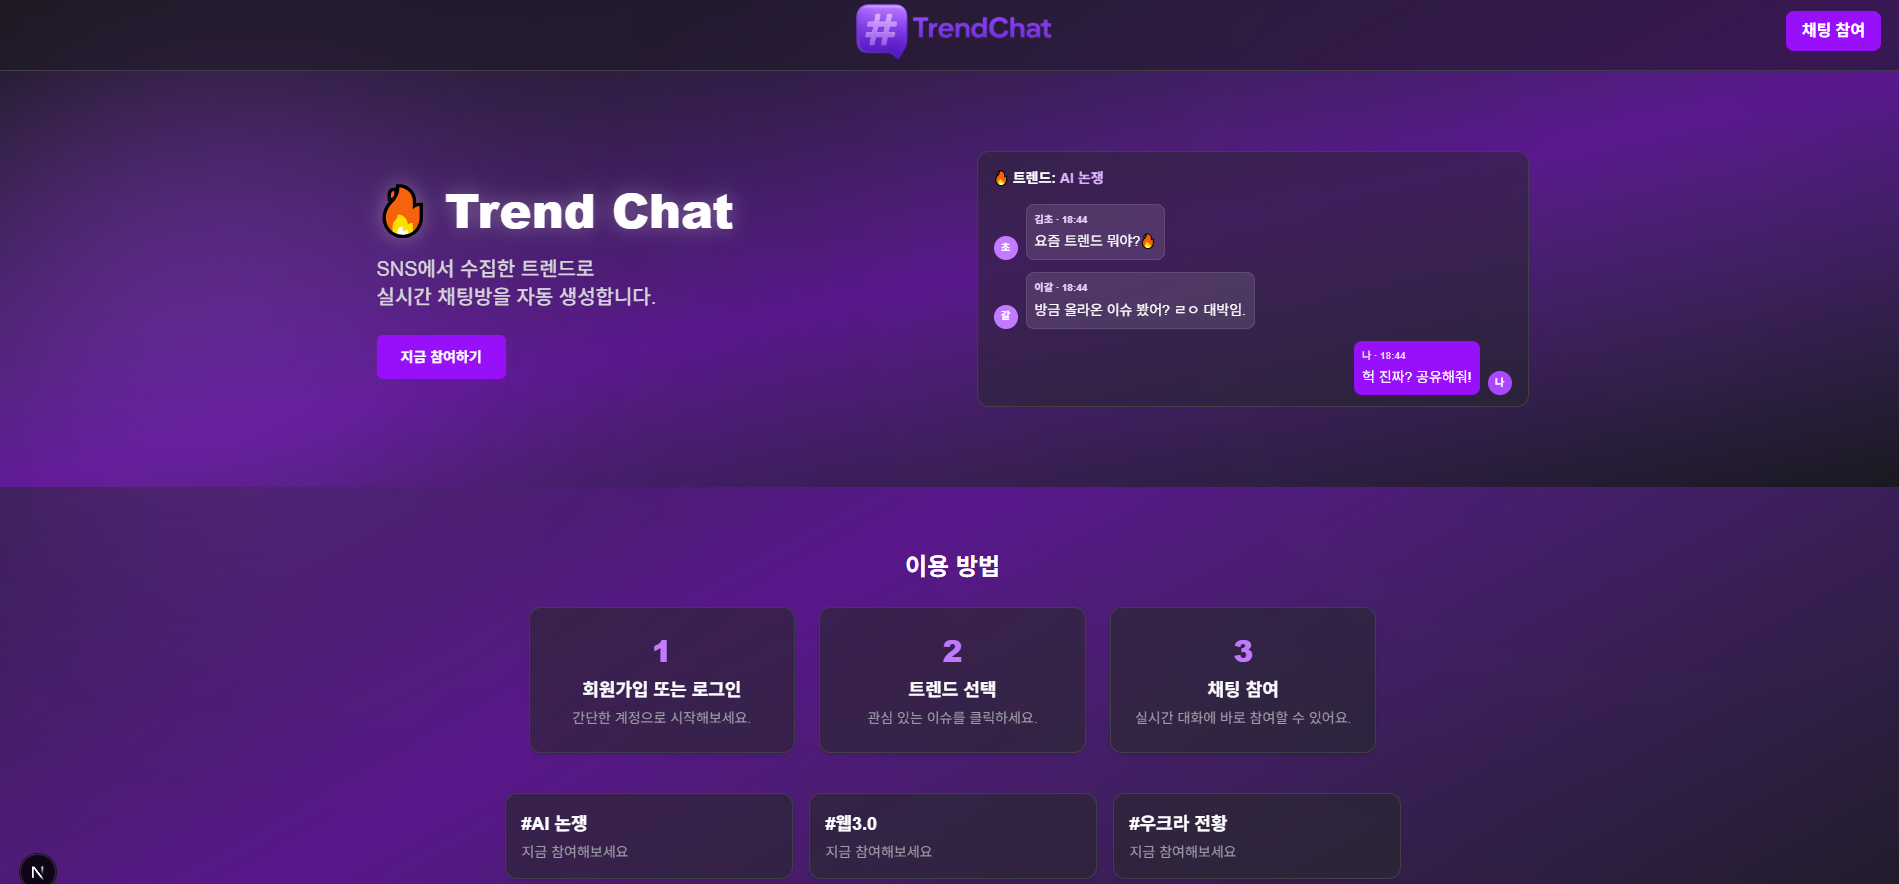 # TrendChat
채팅 참여
🔥 Trend Chat
SNS에서 수집한 트렌드로
실시간 채팅방을 자동 생성합니다.
지금 참여하기
🔥 트렌드: AI 논쟁
김초 · 18:44
초
요즘 트렌드 뭐야?🔥
이갈 · 18:44
갈
방금 올라온 이슈 봤어? ㄹㅇ 대박임.
나 · 18:44
헉 진짜? 공유해줘!
나
이용 방법
1
회원가입 또는 로그인
간단한 계정으로 시작해보세요.
2
트렌드 선택
관심 있는 이슈를 클릭하세요.
3
채팅 참여
실시간 대화에 바로 참여할 수 있어요.
#AI 논쟁
지금 참여해보세요
#웹3.0
지금 참여해보세요
#우크라 전황
지금 참여해보세요
N